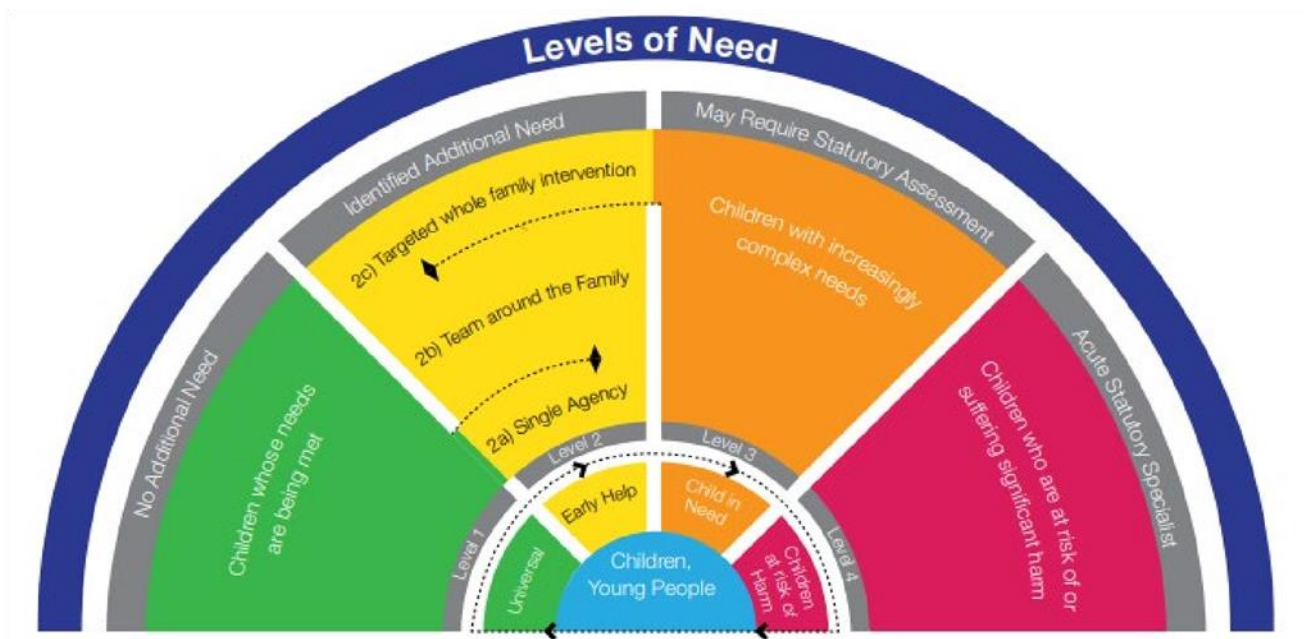 Levels of Need
No Additional Need
Identified Additional Need
May Require Statutory Assessment
Acute Statutory Specialist
Children whose needs
are being met
2c) Targeted whole family intervention
2b) Team around the Family
2a) Single Agency
Children with increasingly
complex needs
Children who are at risk of or
suffering significant harm
Level 1
Level 2
Level 3
Level 4
Universal
Early Help
Child in
Need
Children
at risk of
Harm
Children,
Young People